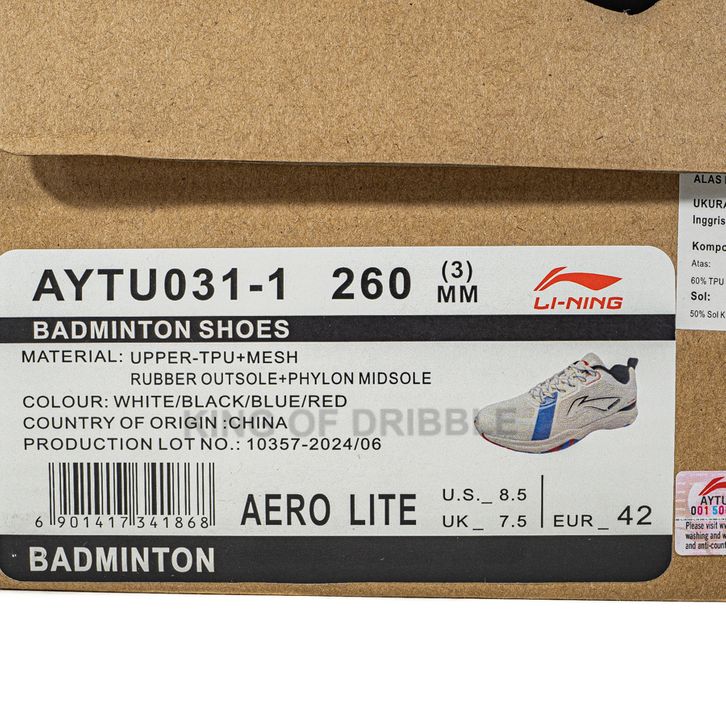 ALAS
UKURA
Inggris
Kompo
Atas:
60% TPU
Sol:
50% Sol K
AYTU031-1 260 (3) MM
LI-NING
BADMINTON SHOES
MATERIAL: UPPER-TPU+MESH
RUBBER OUTSOLE+PHYLON MIDSOLE
COLOUR: WHITE/BLACK/BLUE/RED
KING OF DRIBBLE
COUNTRY OF ORIGIN :CHINA
PRODUCTION LOT NO.: 10357-2024/06
6 901417 341868
AERO LITE
U.S._ 8.5
UK_ 7.5
EUR_ 42
BADMINTON
AYTU
00150
Please visit w
washing and w
and anti-count